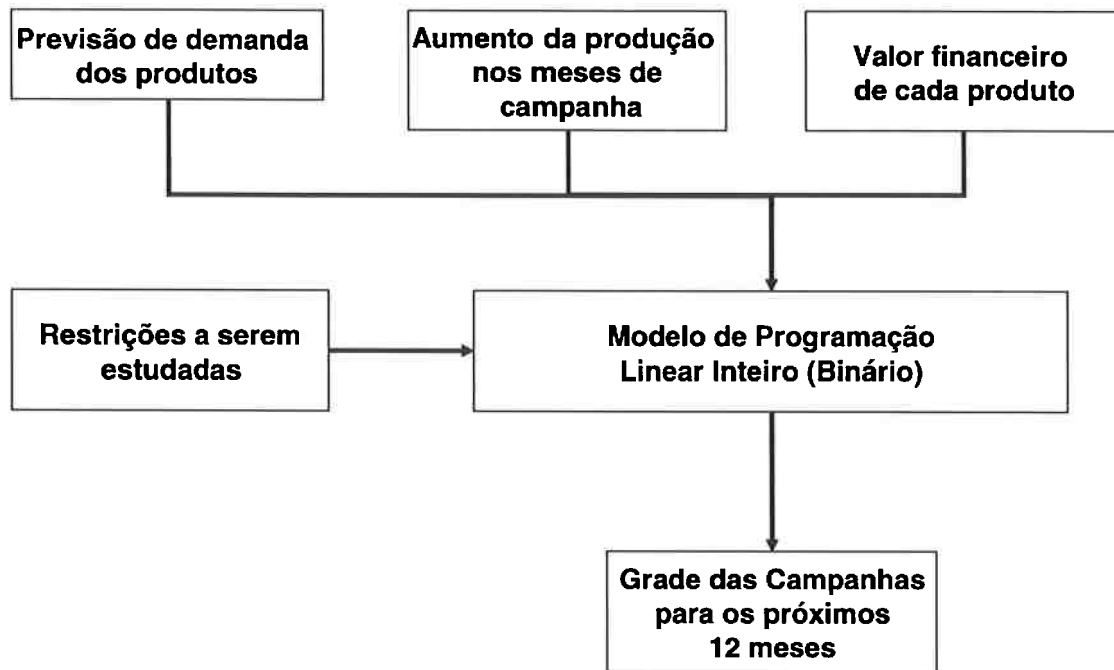 Previsão de demanda
dos produtos
Aumento da produção
nos meses de
campanha
Valor financeiro
de cada produto
Restrições a serem
estudadas
Modelo de Programação
Linear Inteiro (Binário)
Grade das Campanhas
para os próximos
12 meses